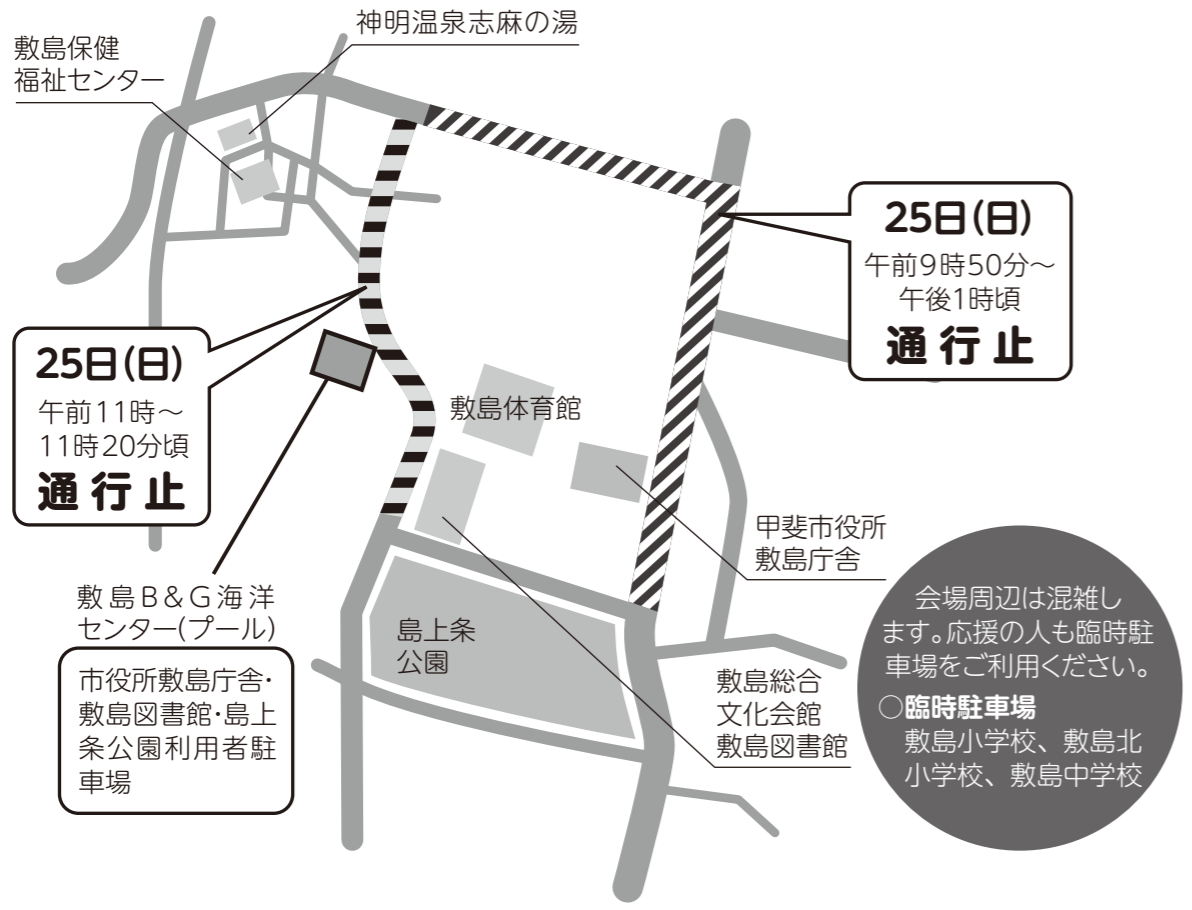 神明温泉志麻の湯
敷島保健
福祉センター
25日(日)
午前9時50分～
午後1時頃
通行止
25日(日)
午前11時～
11時20分頃
通行止
敷島体育館
甲斐市役所
敷島庁舎
敷島B&G海洋
センター(プール)
市役所敷島庁舎・
敷島図書館・島上
条公園利用者駐
車場
島上条
公園
敷島総合
文化会館
敷島図書館
会場周辺は混雑し
ます。応援の人も臨時駐
車場をご利用ください。
○臨時駐車場
敷島小学校、敷島北
小学校、敷島中学校